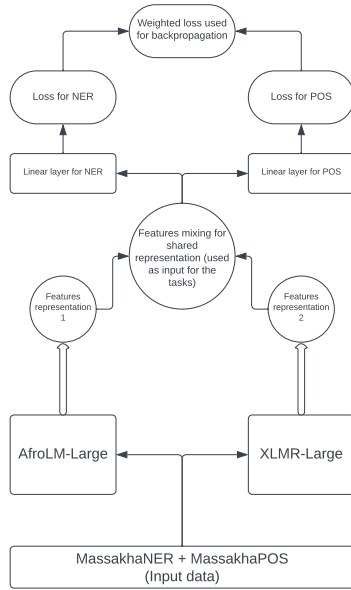 Weighted loss used
for backpropagation
Loss for NER
Loss for POS
Linear layer for NER
Linear layer for POS
Features mixing for
shared
representation (used
as input for the
tasks)
Features
representation
1
Features
representation
2
AfroLM-Large
XLMR-Large
MassakhaNER + MassakhaPOS
(Input data)